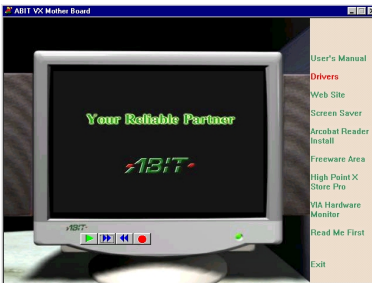 ABIT VX Mother Board
Your Reliable Partner
ABIT
ABIT
User's Manual
Drivers
Web Site
Screen Saver
Arcobat Reader
Install
Freeware Area
High Point X
Store Pro
VIA Hardware
Monitor
Read Me First
Exit